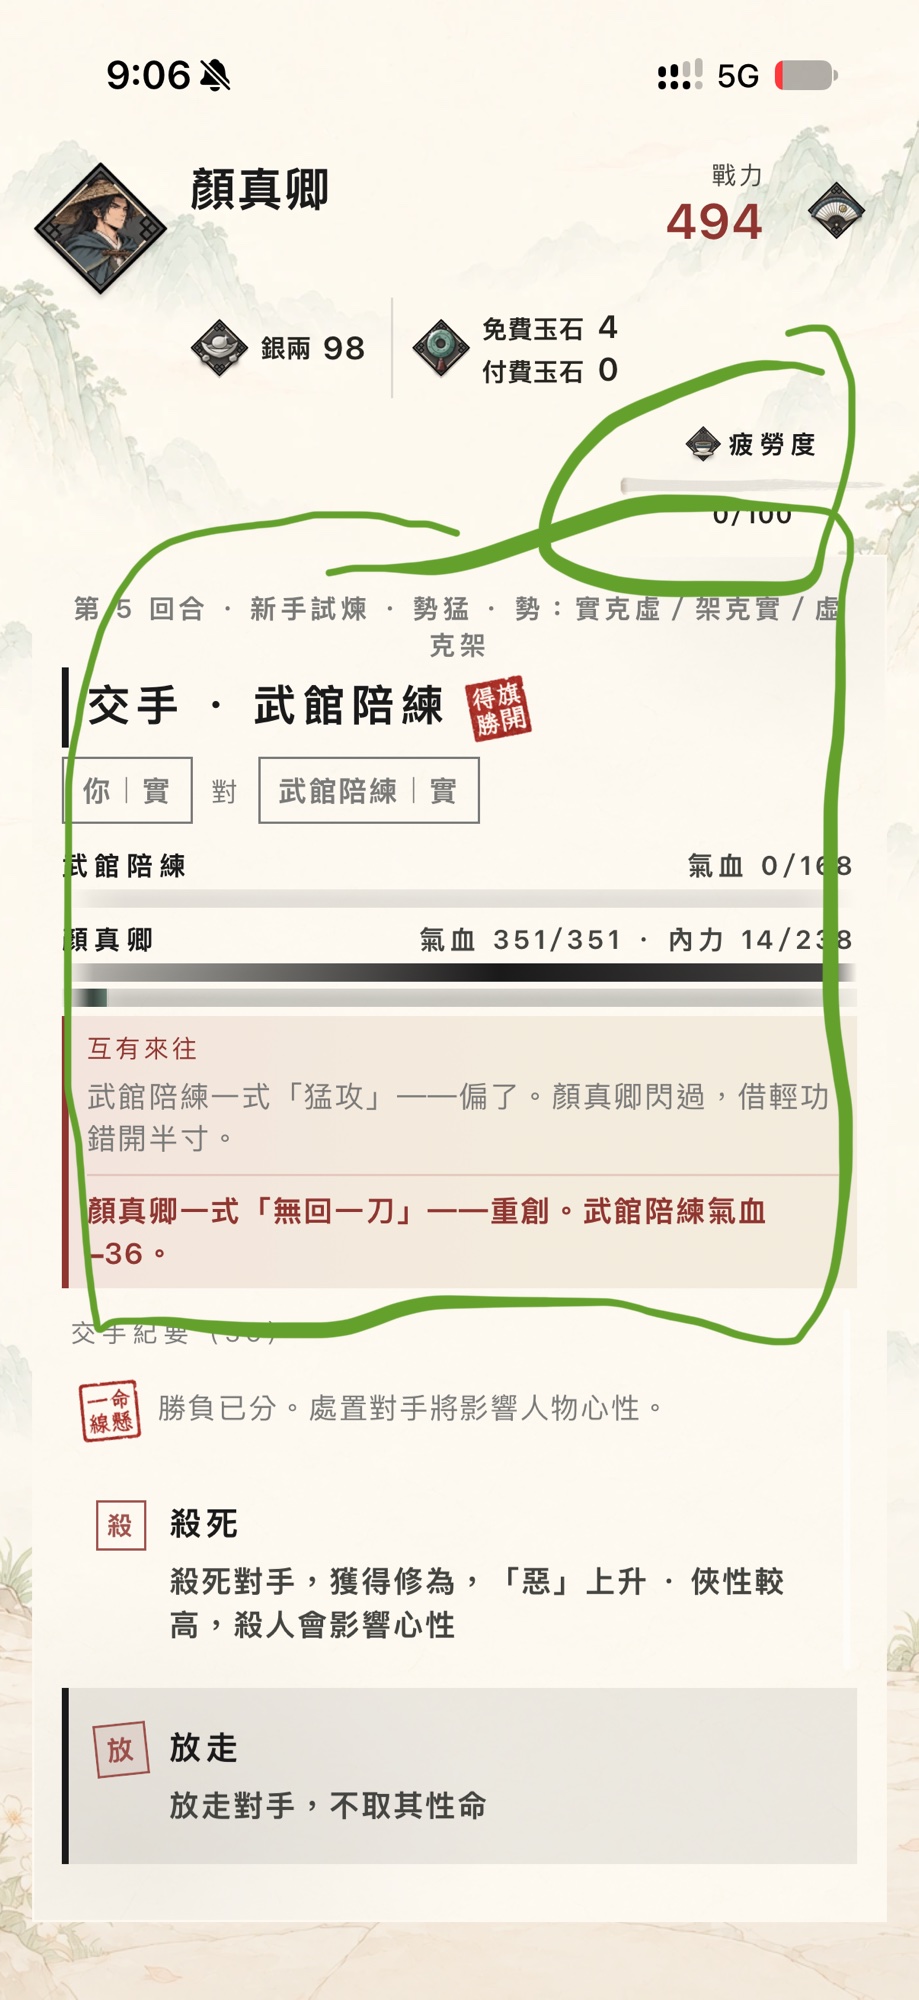 9:06
5G
顏真卿
戰力
494
銀兩 98
免費玉石 4
付費玉石 0
疲勞度
0/100
第 5 回合 · 新手試煉 · 勢猛 · 勢：實克虛 / 架克實 / 虛
克架
交手 · 武館陪練
旗開得勝
你｜實 對 武館陪練｜實
武館陪練 氣血 0/168
顏真卿 氣血 351/351 · 內力 14/238
互有來往
武館陪練一式「猛攻」——偏了。顏真卿閃過，借輕功
錯開半寸。
顏真卿一式「無回一刀」——重創。武館陪練氣血
−36。
交手紀要
命懸一線
勝負已分。處置對手將影響人物心性。
殺
殺死
殺死對手，獲得修為，「惡」上升 · 俠性較
高，殺人會影響心性
放
放走
放走對手，不取其性命